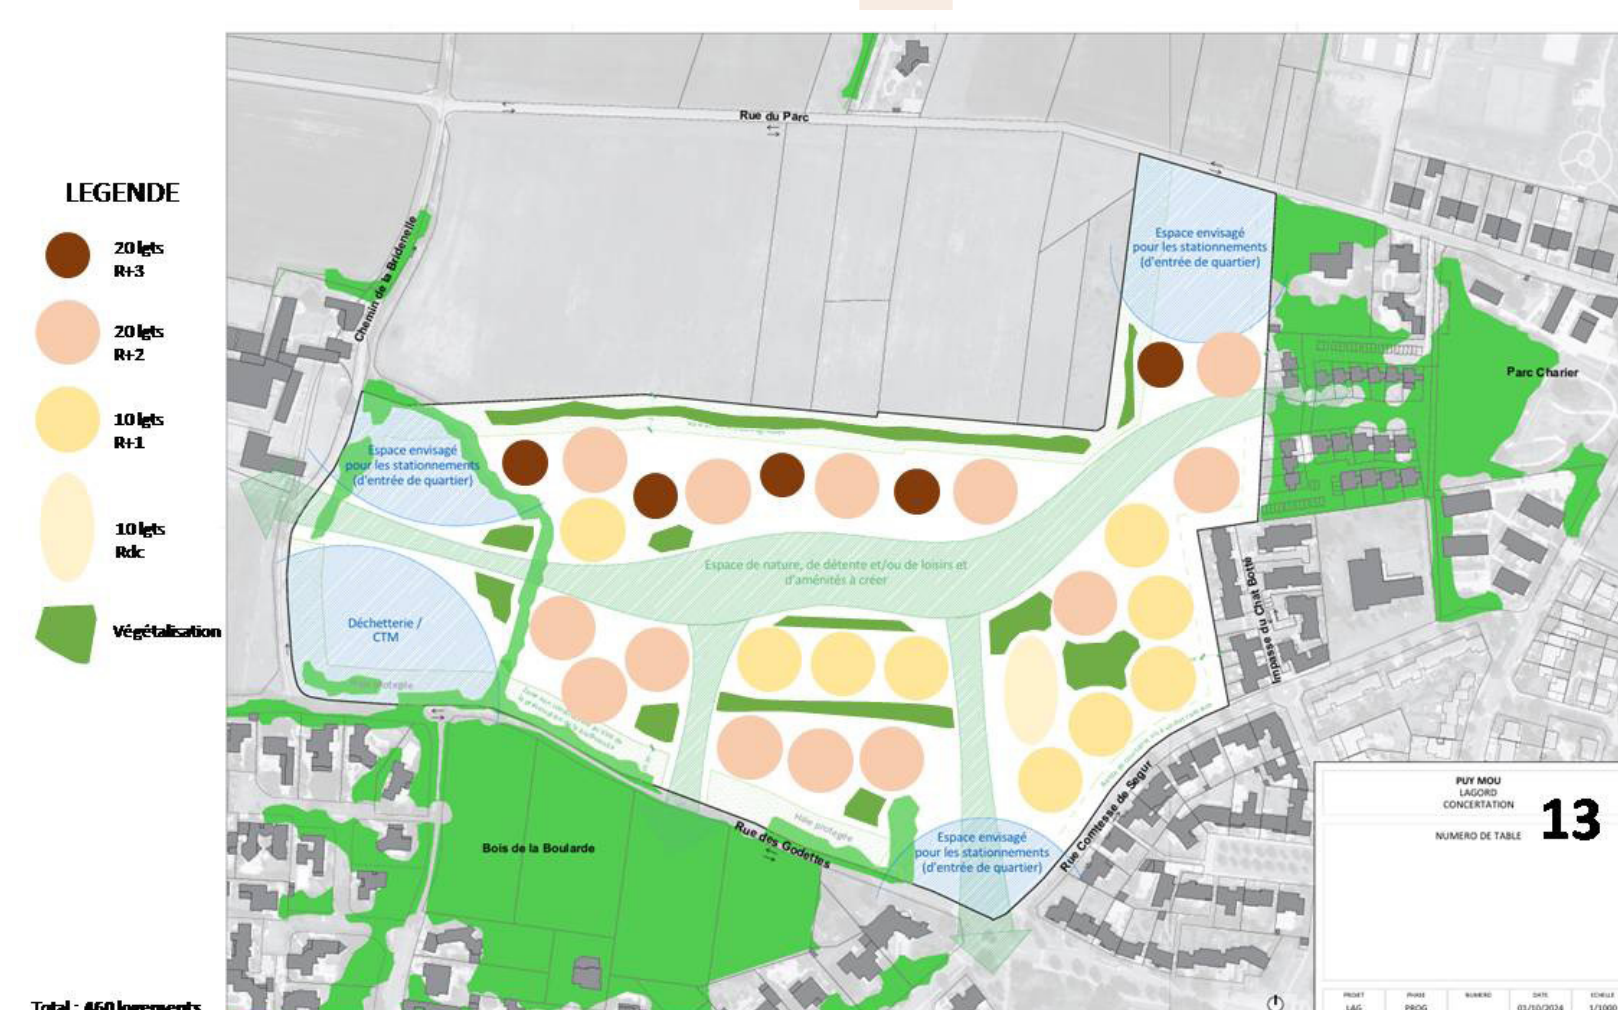 LEGENDE
20 lgts
R+3
20 lgts
R+2
10 lgts
R+1
10 lgts
Rdc
Végétalisation
Total : 460 logements
Rue du Parc
Chemin de la Bridenelle
Espace envisagé
pour les stationnements
(d'entrée de quartier)
Parc Charier
Espace envisagé
pour les stationnements
(d'entrée de quartier)
Espace de nature, de détente et/ou de loisirs et
d'aménités à créer
Déchetterie /
CTM
Haie protegée
Impasse du Chat Botté
Bois de la Boularde
Rue des Godettes
Haie protegée
Espace envisagé
pour les stationnements
(d'entrée de quartier)
Rue Comtesse de Segur
PUY MOU
LAGORD
CONCERTATION
NUMERO DE TABLE
13
PROJET PHASE NUMERO DATE ECHELLE
LAG PROG 01/10/2024 1/1000